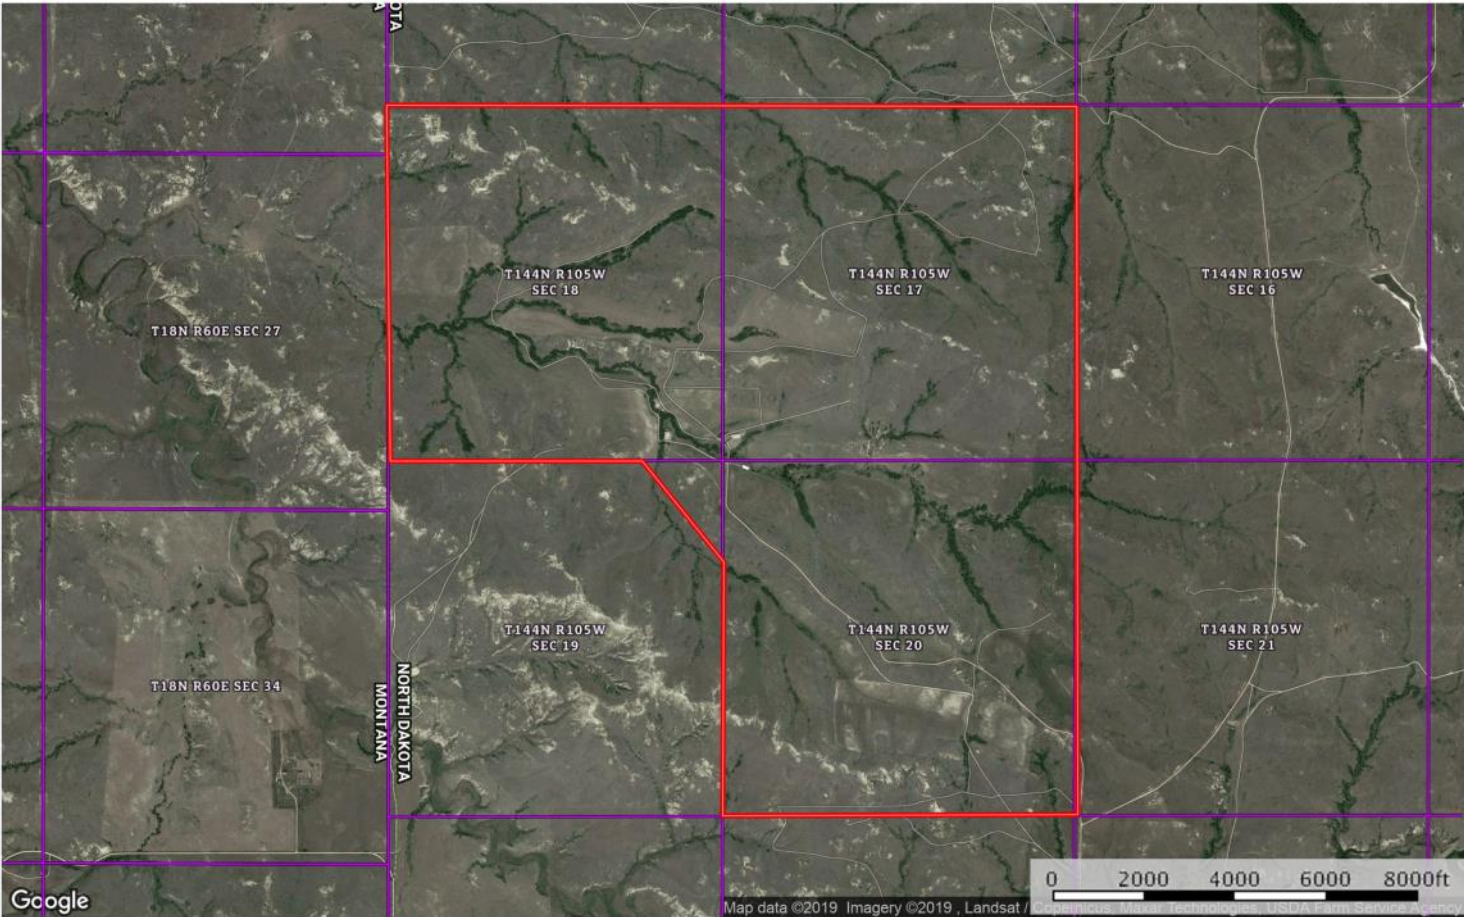 OTA
A
T144N R105W
SEC 18
T144N R105W
SEC 17
T144N R105W
SEC 16
T18N R60E SEC 27
T144N R105W
SEC 19
T144N R105W
SEC 20
T144N R105W
SEC 21
T18N R60E SEC 34
NORTH DAKOTA
MONTANA
0 2000 4000 6000 8000ft
Google
Map data ©2019 Imagery ©2019 , Landsat / Copernicus, Maxar Technologies, USDA Farm Service Agency